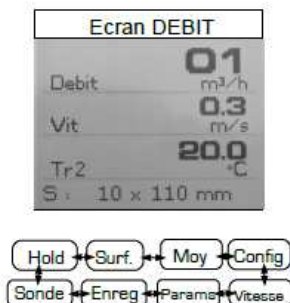 Ecran DEBIT
01
Debit m³/h
0.3
Vit m/s
20.0
Tr2 °C
S : 10 x 110 mm
Hold Surf. Moy Config
Sonde Enreg Params Vitesse